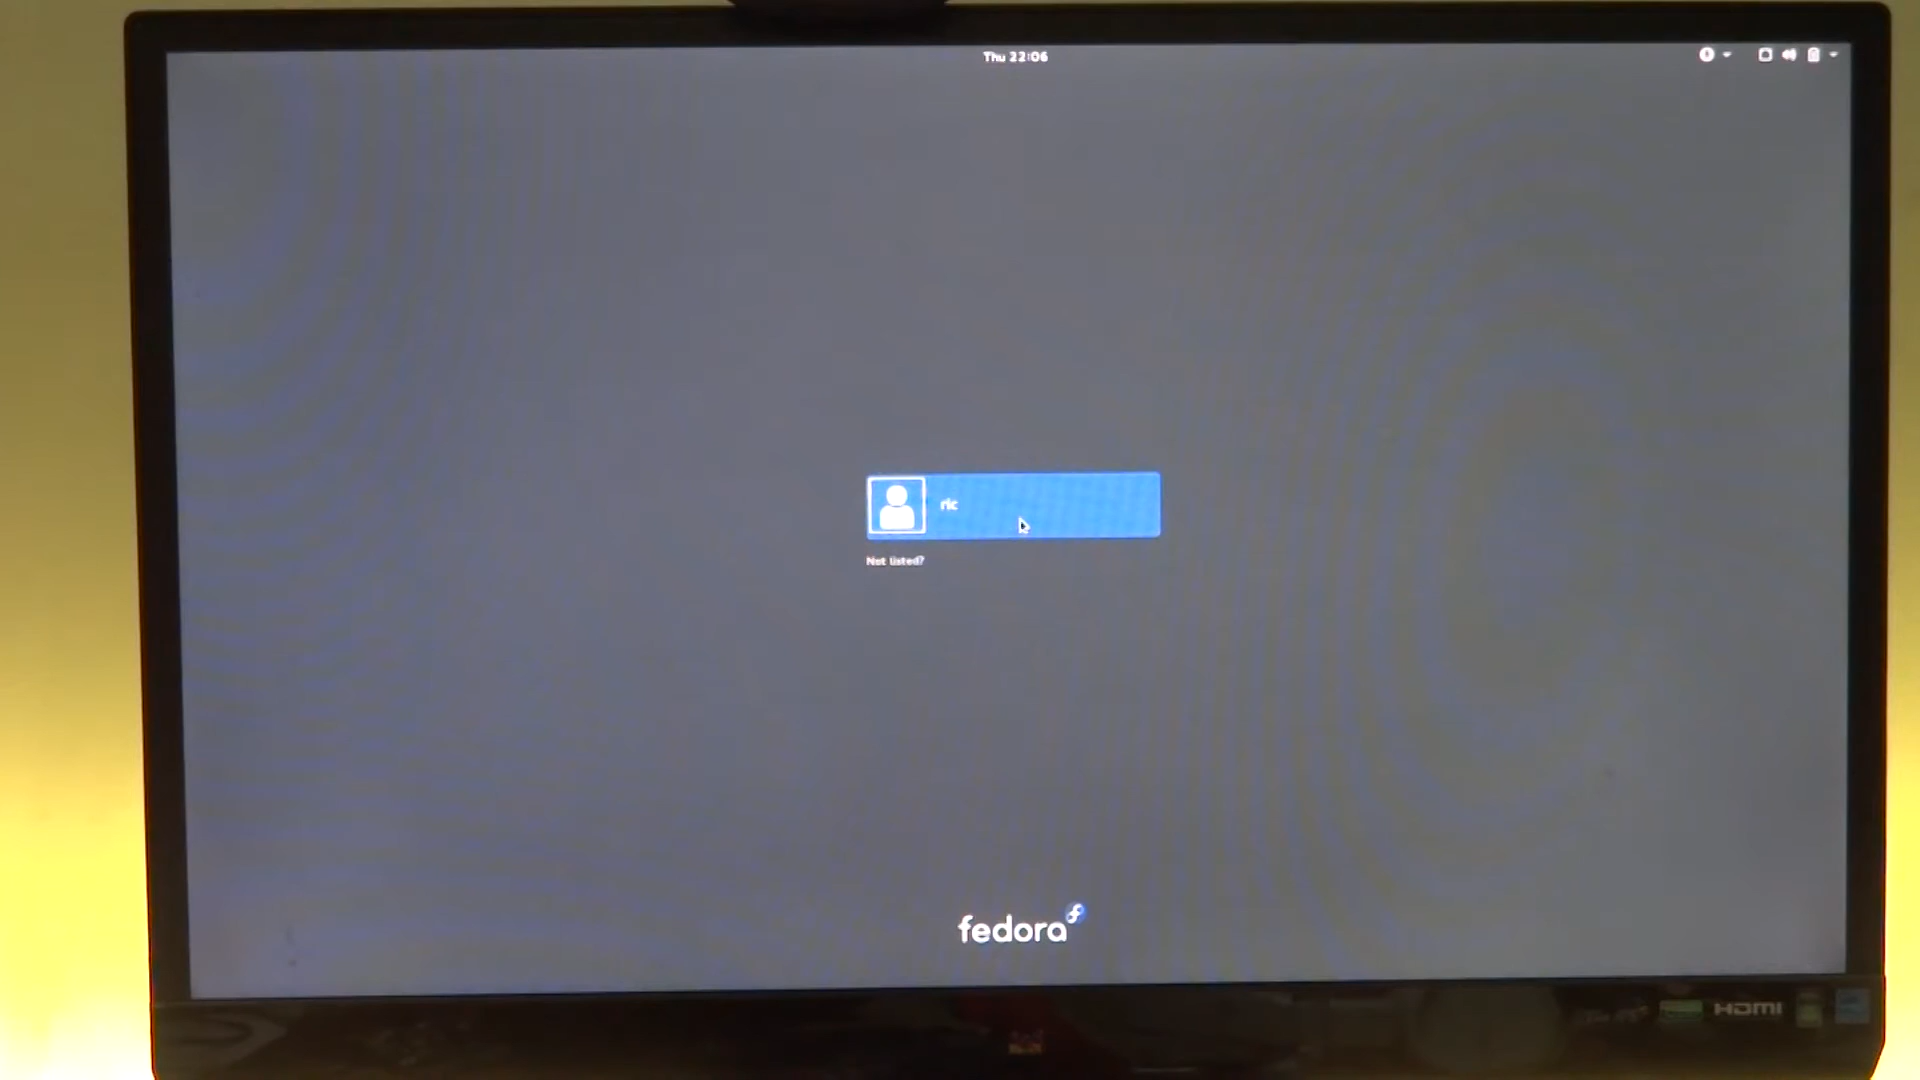 Thu 22:06
ric
Not listed?
fedora
HDMI